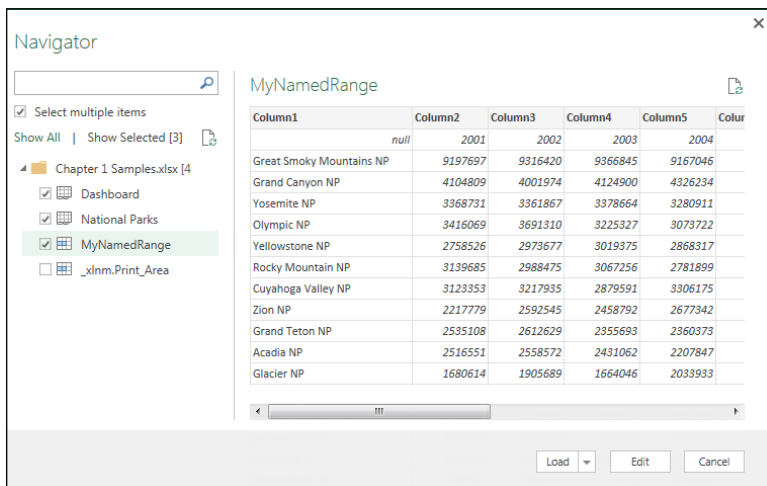 Navigator
Select multiple items
Show All | Show Selected [3]
Chapter 1 Samples.xlsx [4
Dashboard
National Parks
MyNamedRange
_xlnm.Print_Area
MyNamedRange
Column1 Column2 Column3 Column4 Column5 Colur
null 2001 2002 2003 2004
Great Smoky Mountains NP 9197697 9316420 9366845 9167046
Grand Canyon NP 4104809 4001974 4124900 4326234
Yosemite NP 3368731 3361867 3378664 3280911
Olympic NP 3416069 3691310 3225327 3073722
Yellowstone NP 2758526 2973677 3019375 2868317
Rocky Mountain NP 3139685 2988475 3067256 2781899
Cuyahoga Valley NP 3123353 3217935 2879591 3306175
Zion NP 2217779 2592545 2458792 2677342
Grand Teton NP 2535108 2612629 2355693 2360373
Acadia NP 2516551 2558572 2431062 2207847
Glacier NP 1680614 1905689 1664046 2033933
Load Edit Cancel